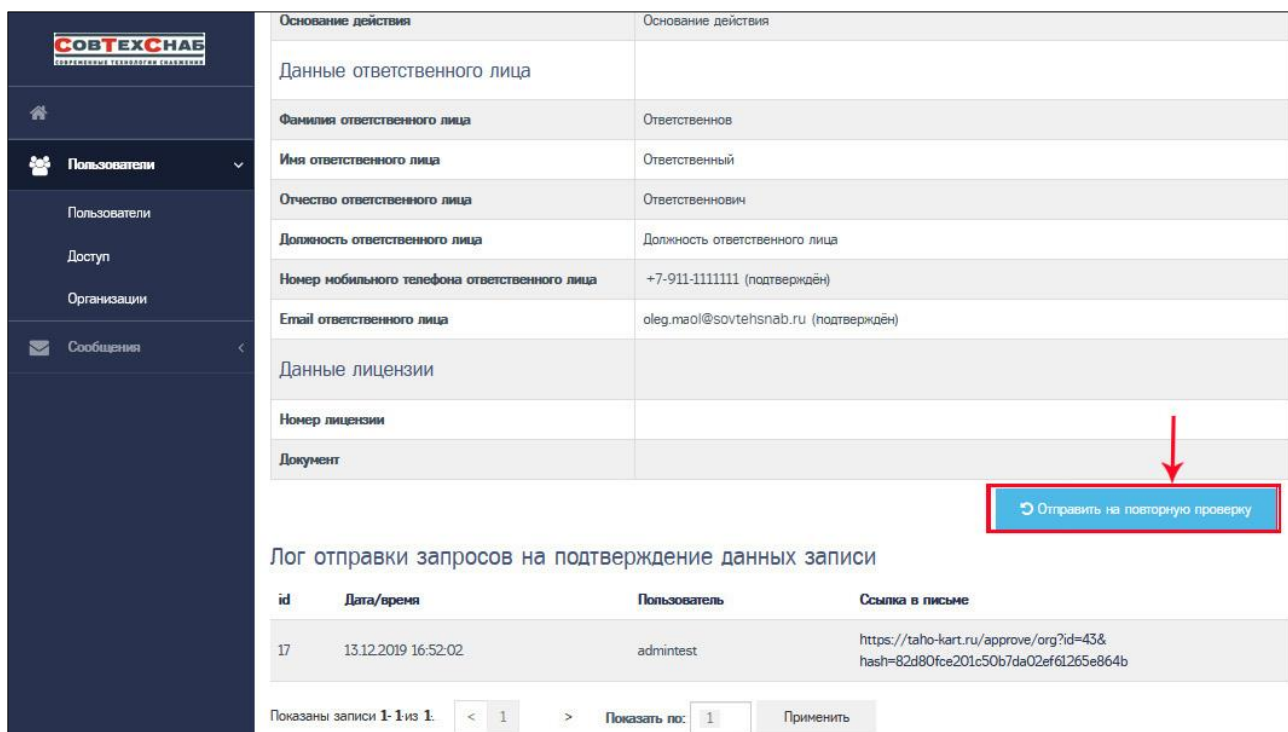 СОВТЕХСНАБ
СОВРЕМЕННЫЕ ТЕХНОЛОГИИ СНАБЖЕНИЯ
Пользователи
Пользователи
Доступ
Организации
Сообщения
Основание действия Основание действия
Данные ответственного лица
Фамилия ответственного лица Ответственнов
Имя ответственного лица Ответственный
Отчество ответственного лица Ответственнович
Должность ответственного лица Должность ответственного лица
Номер мобильного телефона ответственного лица +7-911-1111111 (подтверждён)
Email ответственного лица oleg.maol@sovtehsnab.ru (подтверждён)
Данные лицензии
Номер лицензии
Документ
Отправить на повторную проверку
Лог отправки запросов на подтверждение данных записи
id Дата/время Пользователь Ссылка в письме
17 13.12.2019 16:52:02 admintest https://taho-kart.ru/approve/org?id=43&
hash=82d80fce201c50b7da02ef61265e864b
Показаны записи 1-1 из 1. < 1 > Показать по: 1 Применить